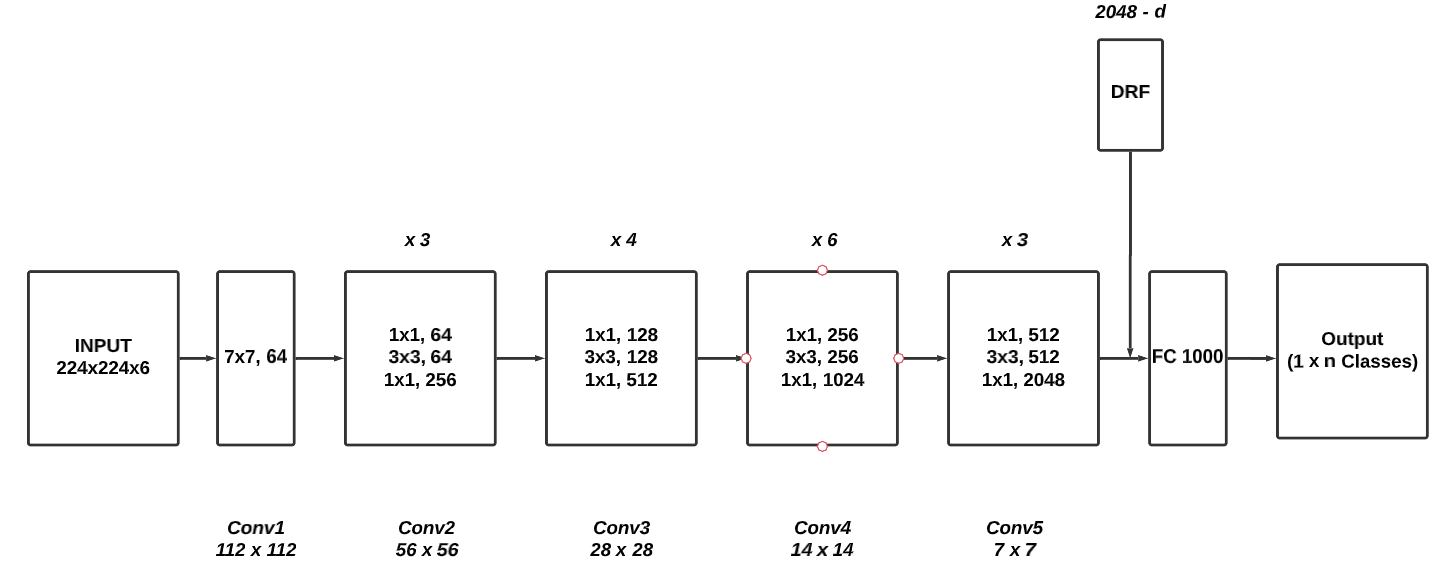 2048 - d
DRF
x 3
x 4
x 6
x 3
INPUT
224x224x6
7x7, 64
1x1, 64
3x3, 64
1x1, 256
1x1, 128
3x3, 128
1x1, 512
1x1, 256
3x3, 256
1x1, 1024
1x1, 512
3x3, 512
1x1, 2048
FC 1000
Output
(1 x n Classes)
Conv1
112 x 112
Conv2
56 x 56
Conv3
28 x 28
Conv4
14 x 14
Conv5
7 x 7